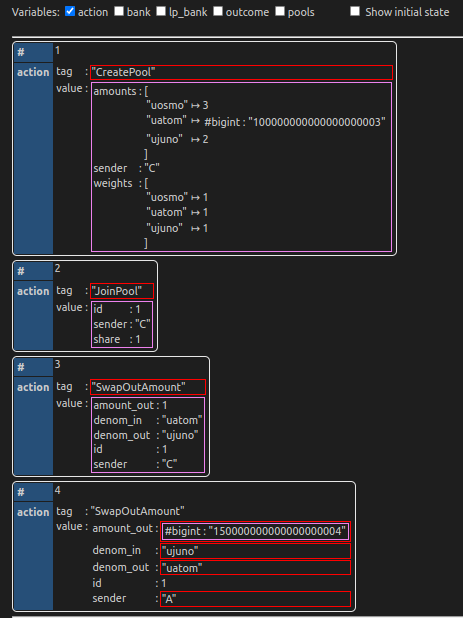 Variables: action bank lp_bank outcome pools Show initial state
# 1
action tag : "CreatePool"
value : amounts : [
"uosmo" ↦ 3
"uatom" ↦ #bigint : "100000000000000000003"
"ujuno" ↦ 2
]
sender : "C"
weights : [
"uosmo" ↦ 1
"uatom" ↦ 1
"ujuno" ↦ 1
]
# 2
action tag : "JoinPool"
value : id : 1
sender : "C"
share : 1
# 3
action tag : "SwapOutAmount"
value : amount_out : 1
denom_in : "uatom"
denom_out : "ujuno"
id : 1
sender : "C"
# 4
action tag : "SwapOutAmount"
value : amount_out : #bigint : "150000000000000000004"
denom_in : "ujuno"
denom_out : "uatom"
id : 1
sender : "A"